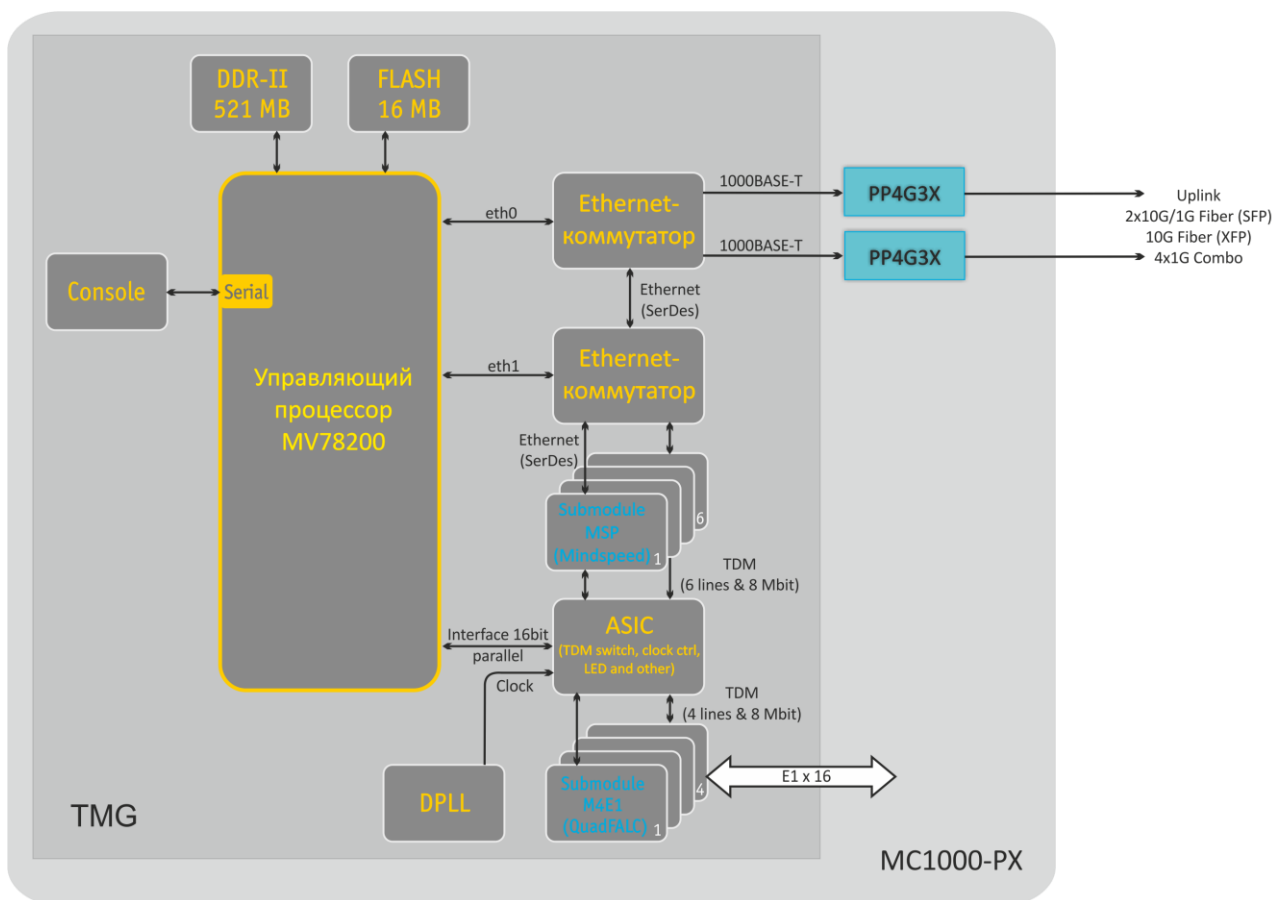 DDR-II
521 MB
FLASH
16 MB
1000BASE-T
PP4G3X
Ethernet-
коммутатор
eth0
1000BASE-T
PP4G3X
Uplink
2x10G/1G Fiber (SFP)
10G Fiber (XFP)
4x1G Combo
Console
Serial
Ethernet
(SerDes)
Управляющий
процессор
MV78200
eth1
Ethernet-
коммутатор
Ethernet
(SerDes)
6
Submodule
MSP
(Mindspeed)
1
TDM
(6 lines & 8 Mbit)
Interface 16bit
parallel
ASIC
(TDM switch, clock ctrl,
LED and other)
Clock
TDM
(4 lines & 8 Mbit)
DPLL
4
Submodule
M4E1
(QuadFALC)
1
E1 x 16
TMG
MC1000-PX